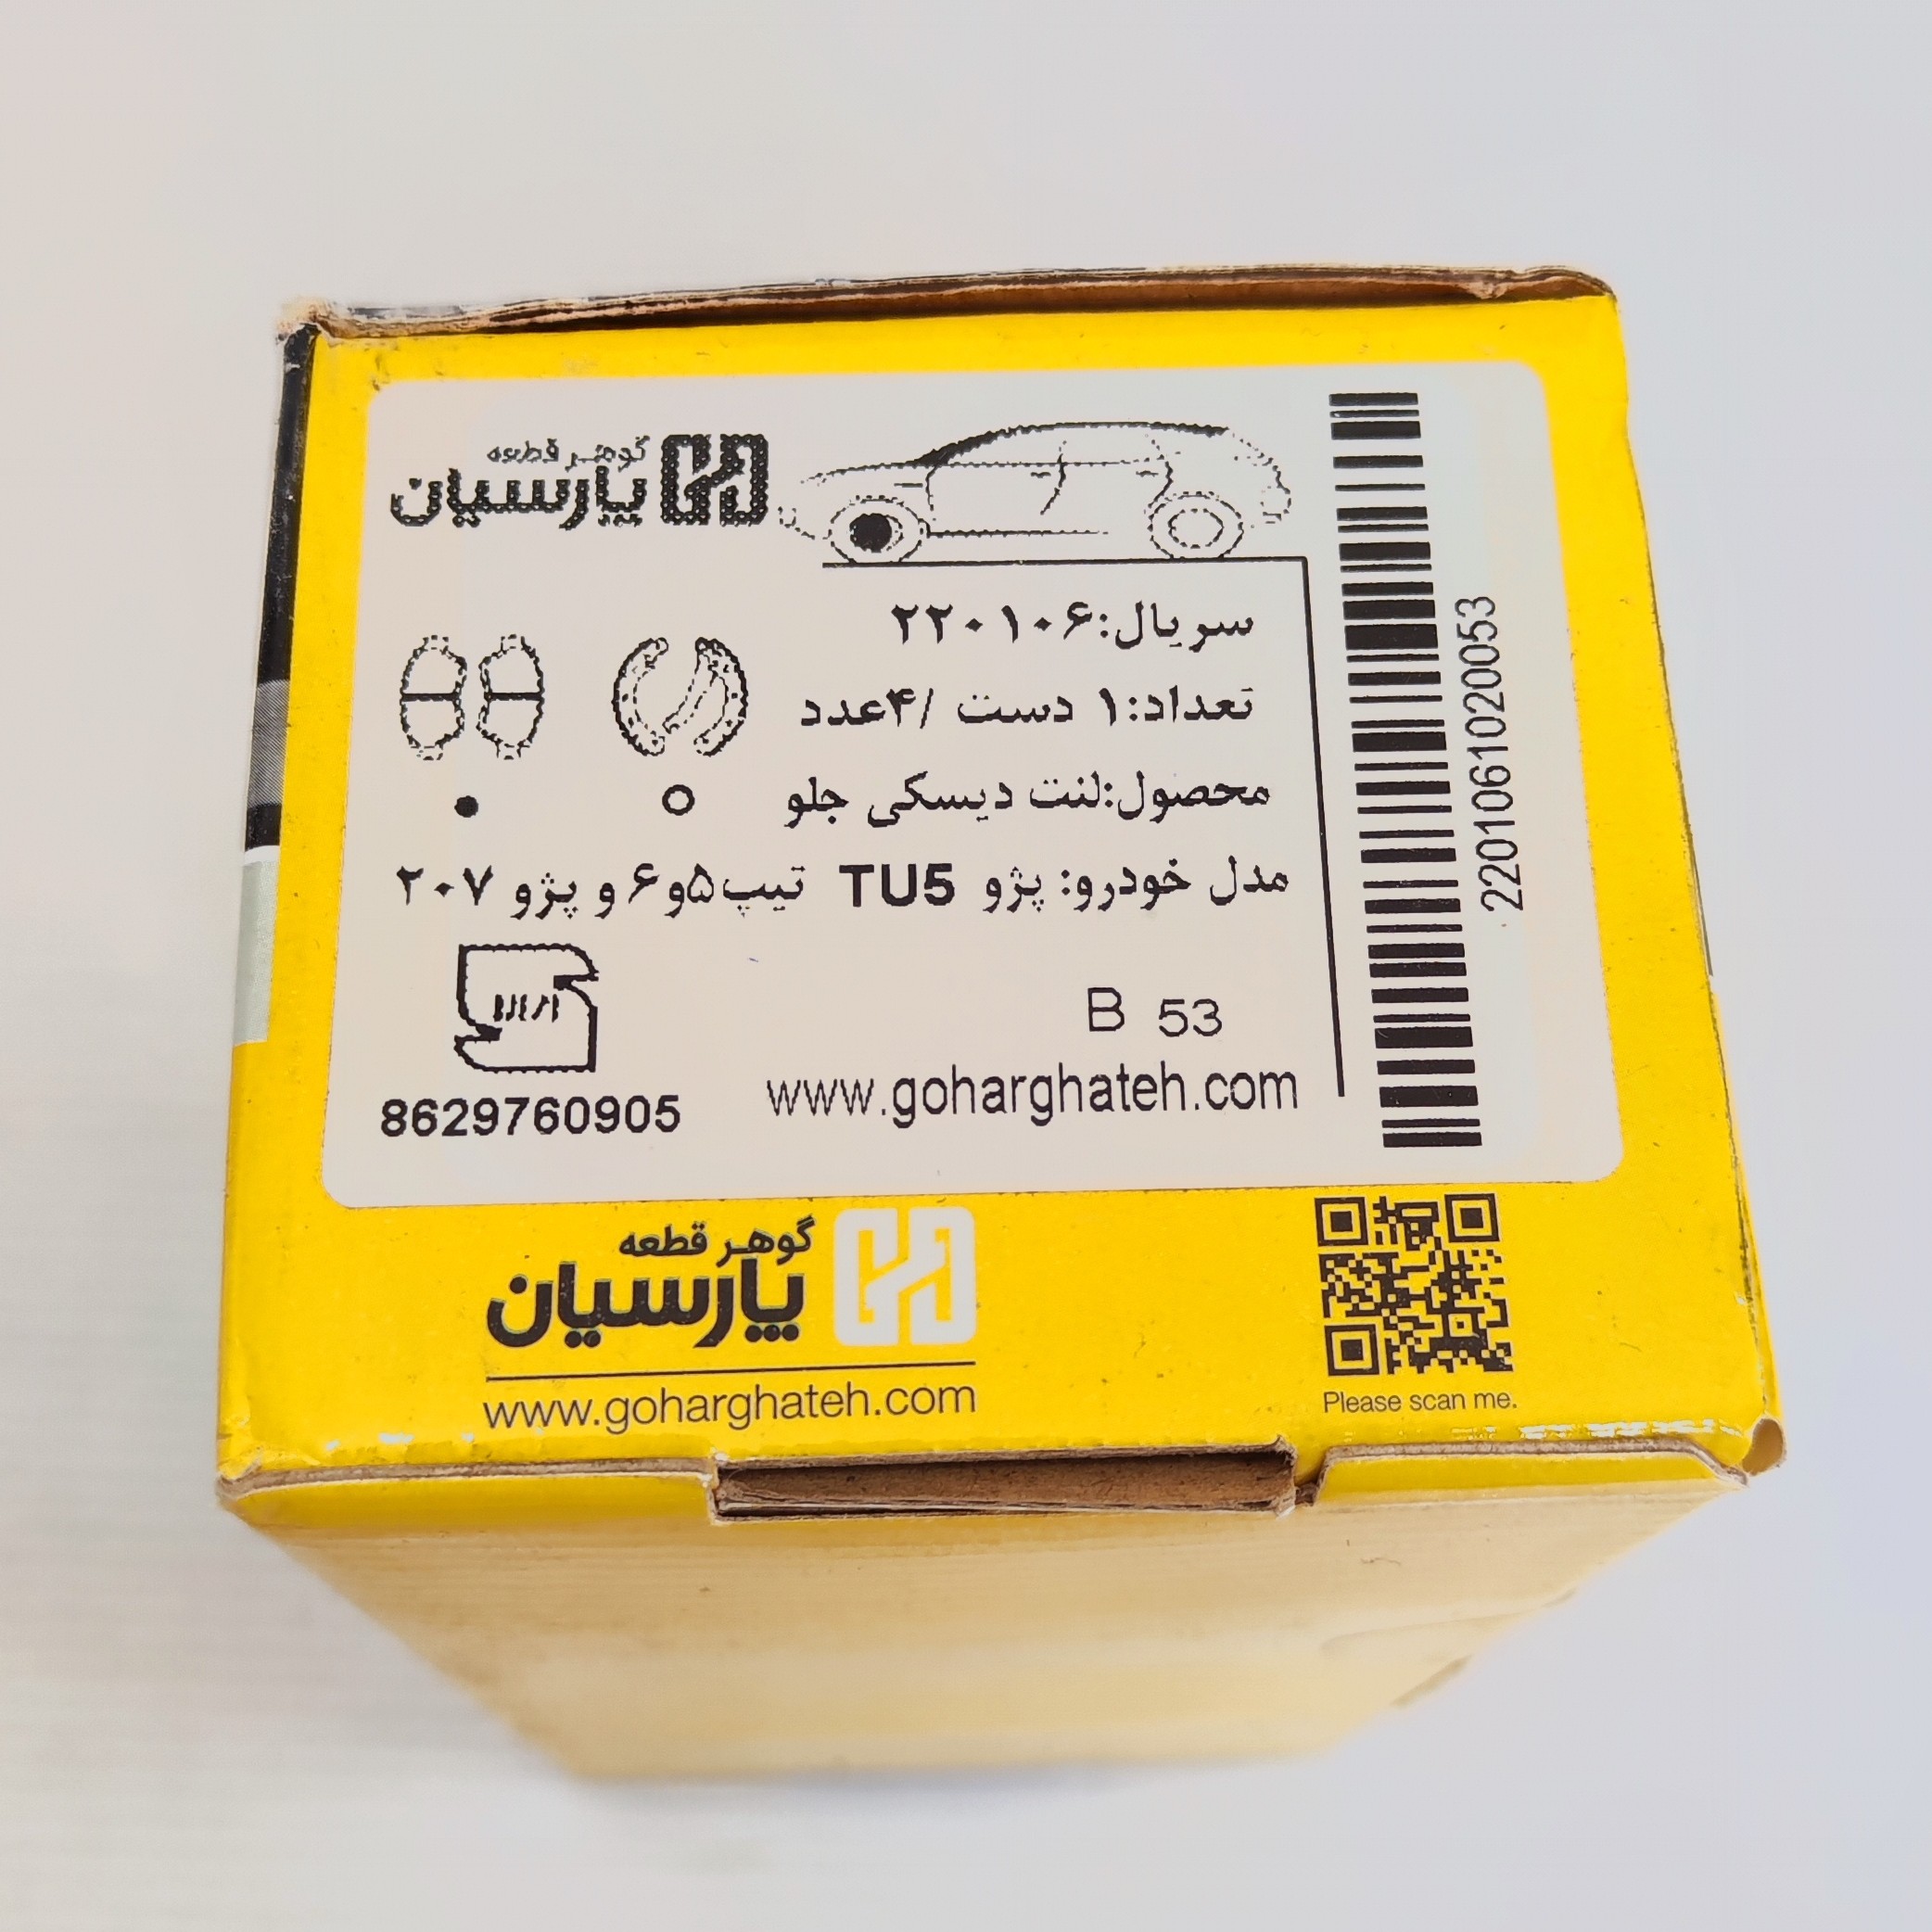 گوهر قطعه
پارسیان
سریال:۲۲۰۱۰۶
تعداد:۱ دست /۴عدد
محصول:لنت دیسکی جلو
مدل خودرو: پژو TU5 تیپ۵و۶ و پژو ۲۰۷
B 53
www.goharghateh.com
8629760905
2201061020053
گوهر قطعه
پارسیان
www.goharghateh.com
Please scan me.